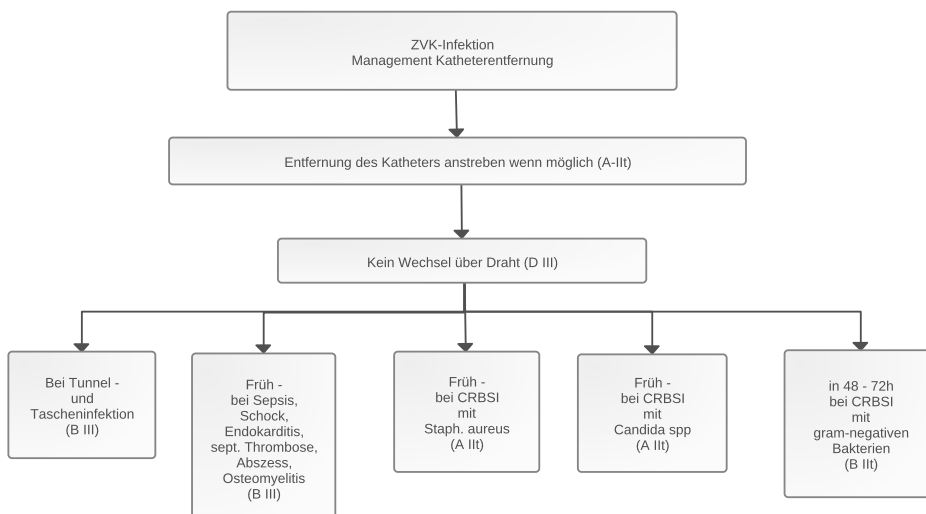 ZVK-Infektion
Management Katheterentfernung
Entfernung des Katheters anstreben wenn möglich (A-IIt)
Kein Wechsel über Draht (D III)
Bei Tunnel -
und
Tascheninfektion
(B III)
Früh -
bei Sepsis,
Schock,
Endokarditis,
sept. Thrombose,
Abszess,
Osteomyelitis
(B III)
Früh -
bei CRBSI
mit
Staph. aureus
(A IIt)
Früh -
bei CRBSI
mit
Candida spp
(A IIt)
in 48 - 72h
bei CRBSI
mit
gram-negativen
Bakterien
(B IIt)